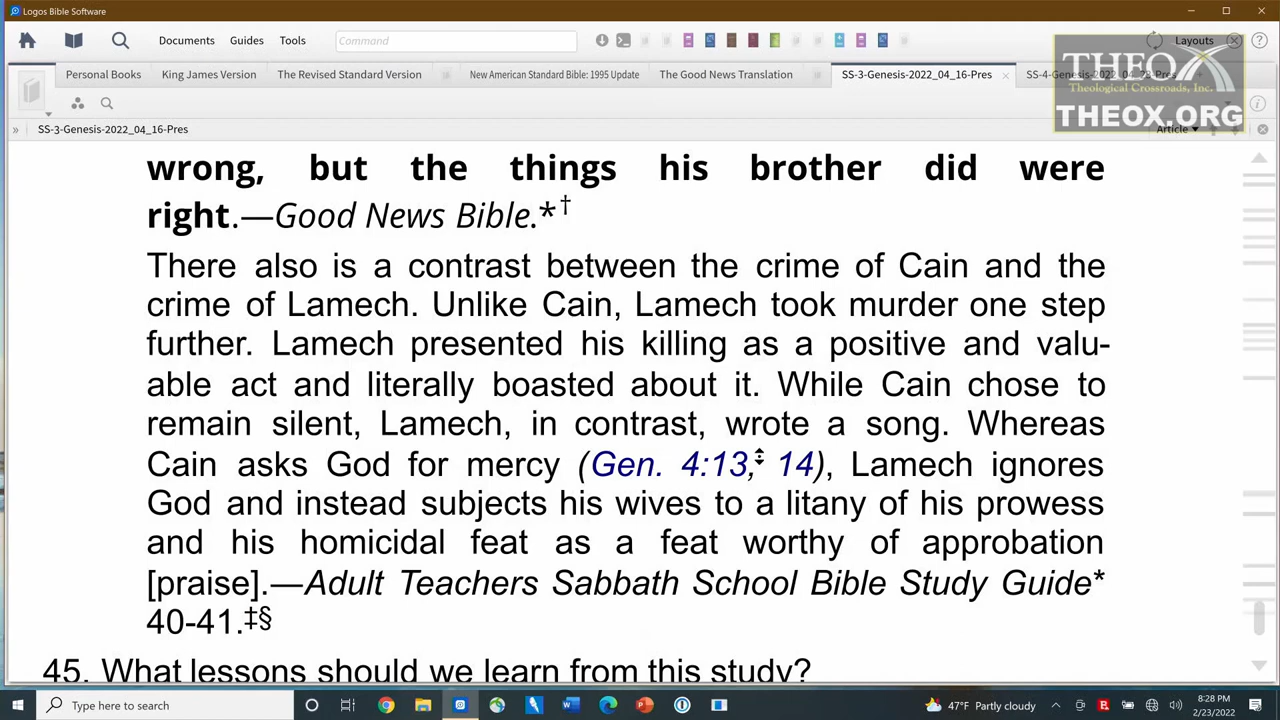 Logos Bible Software
Documents Guides Tools Command Layouts
Personal Books King James Version The Revised Standard Version New American Standard Bible: 1995 Update The Good News Translation SS-3-Genesis-2022_04_16-Pres
THEOX
Theological Crossroads, Inc.
THEOX.ORG
SS-3-Genesis-2022_04_16-Pres Article
wrong, but the things his brother did were
right.—Good News Bible.*†
There also is a contrast between the crime of Cain and the
crime of Lamech. Unlike Cain, Lamech took murder one step
further. Lamech presented his killing as a positive and valu-
able act and literally boasted about it. While Cain chose to
remain silent, Lamech, in contrast, wrote a song. Whereas
Cain asks God for mercy (Gen. 4:13, 14), Lamech ignores
God and instead subjects his wives to a litany of his prowess
and his homicidal feat as a feat worthy of approbation
[praise].—Adult Teachers Sabbath School Bible Study Guide*
40-41.‡§
45. What lessons should we learn from this study?
Type here to search 47°F Partly cloudy 8:28 PM
2/23/2022